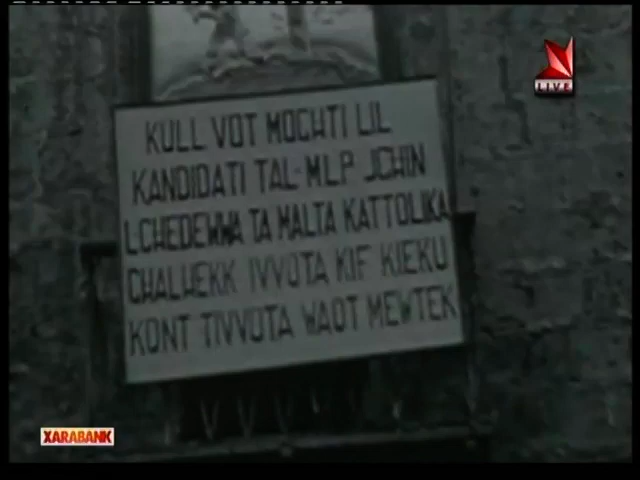 LIVE
KULL VOT MOGHTI LIL
KANDIDATI TAL-MLP JGHIN
LGHEDEWWA TA MALTA KATTOLIKA
GHALHEKK IVVOTA KIF KIEKU
KONT TIVVOTA WAQT MEWTEK
XARABANK